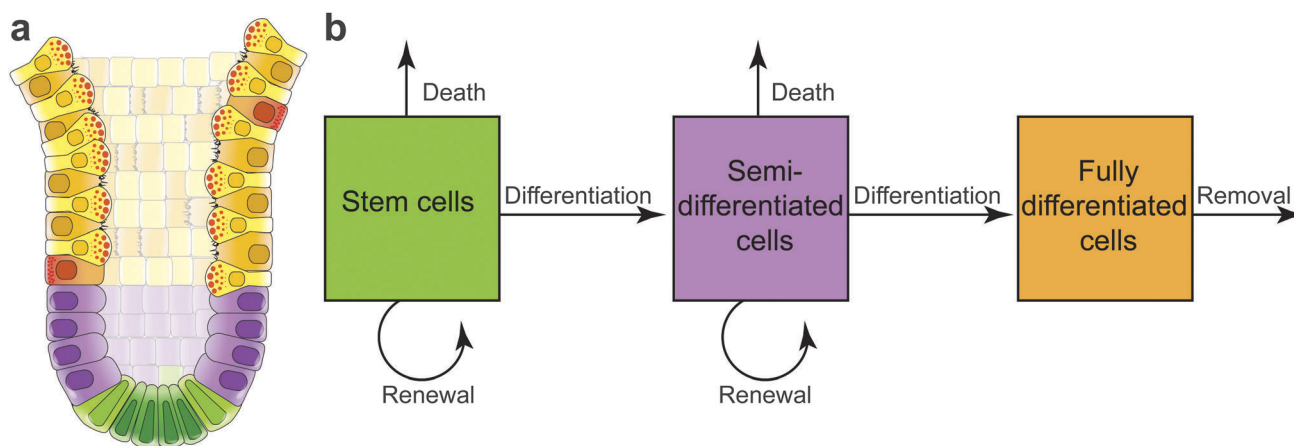 a
b
Death
Death
Stem cells
Differentiation
Semi-
differentiated
cells
Differentiation
Fully
differentiated
cells
Removal
Renewal
Renewal